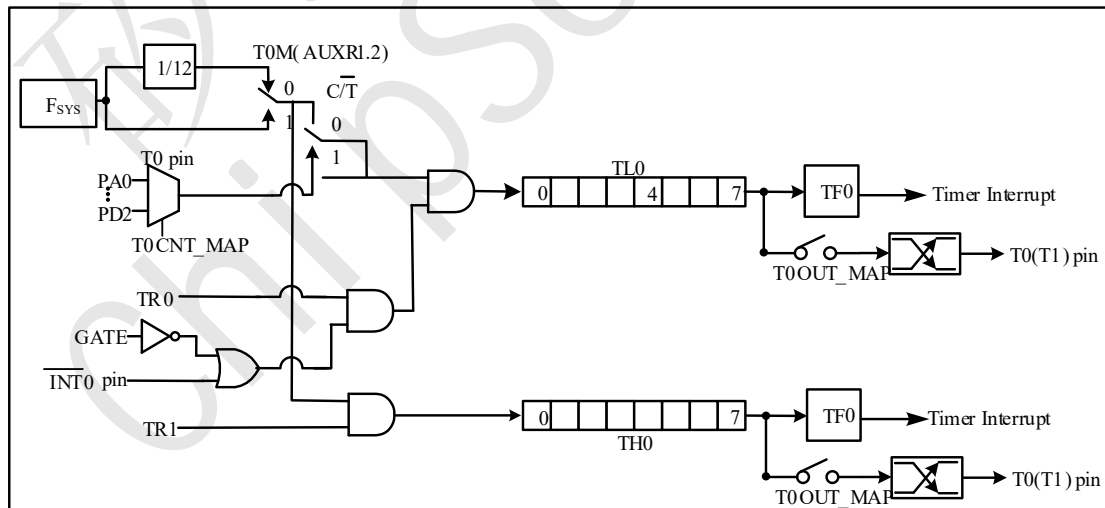 T0M(AUXR1.2)
1/12
FSYS
0
1
C/T
0
1
T0 pin
PA0
PD2
T0CNT_MAP
TR0
GATE
INT0 pin
TR1
TL0
0 4 7
TF0
Timer Interrupt
T0OUT_MAP
T0(T1) pin
0 7
TH0
TF0
Timer Interrupt
T0OUT_MAP
T0(T1) pin
Chip